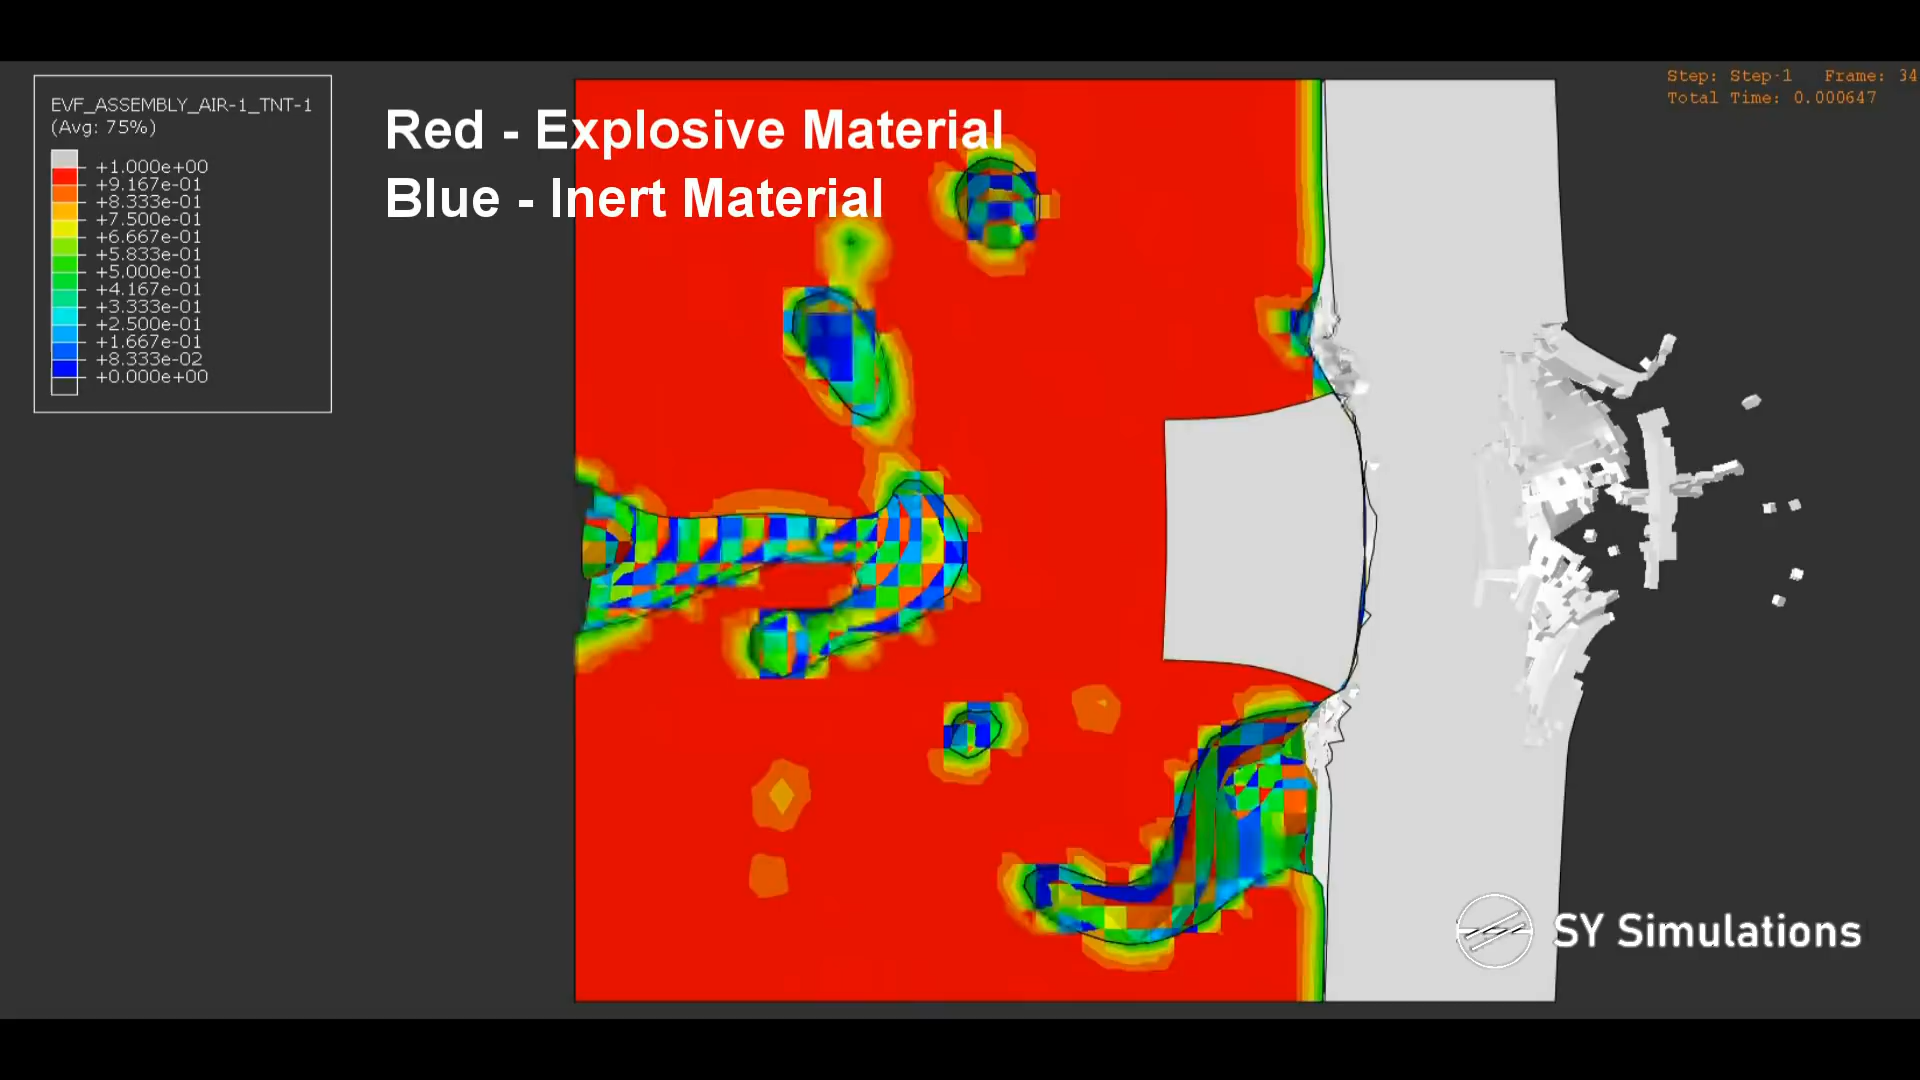 EVF_ASSEMBLY_AIR-1_TNT-1
(Avg: 75%)
+1.000e+00
+9.167e-01
+8.333e-01
+7.500e-01
+6.667e-01
+5.833e-01
+5.000e-01
+4.167e-01
+3.333e-01
+2.500e-01
+1.667e-01
+8.333e-02
+0.000e+00
Red - Explosive Material
Blue - Inert Material
Step: Step-1 Frame: 34
Total Time: 0.000647
SY Simulations